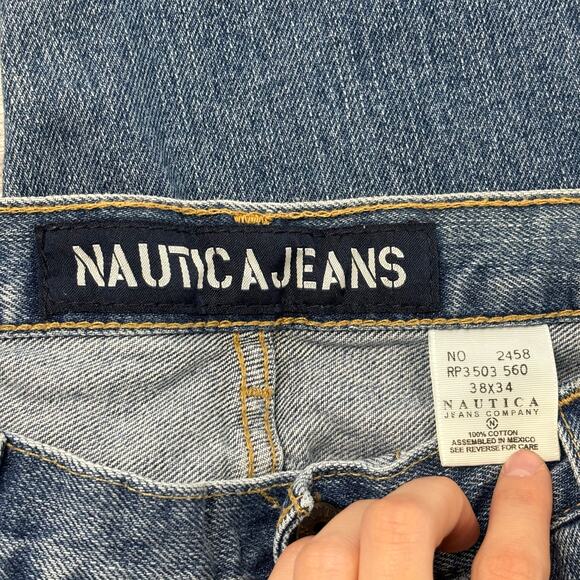 NAUTICA JEANS
NO 2458
RP3503 560
38X34
NAUTICA
JEANS COMPANY
N
100% COTTON
ASSEMBLED IN MEXICO
SEE REVERSE FOR CARE